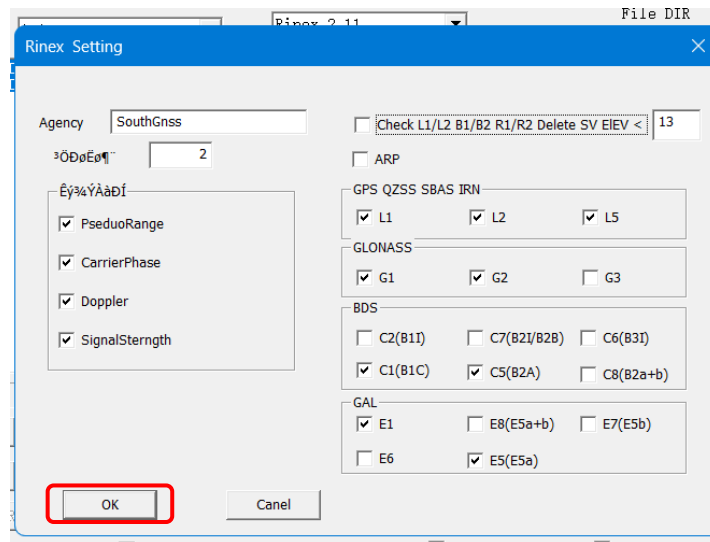 File DIR
Rinex 2.11
Rinex Setting
Agency SouthGnss
³ÖÐøËø¶¨ 2
Êý¾ÝÀàÐÍ
PseduoRange
CarrierPhase
Doppler
SignalSterngth
Check L1/L2 B1/B2 R1/R2 Delete SV ElEV < 13
ARP
GPS QZSS SBAS IRN
L1 L2 L5
GLONASS
G1 G2 G3
BDS
C2(B1I) C7(B2I/B2B) C6(B3I)
C1(B1C) C5(B2A) C8(B2a+b)
GAL
E1 E8(E5a+b) E7(E5b)
E6 E5(E5a)
OK Canel